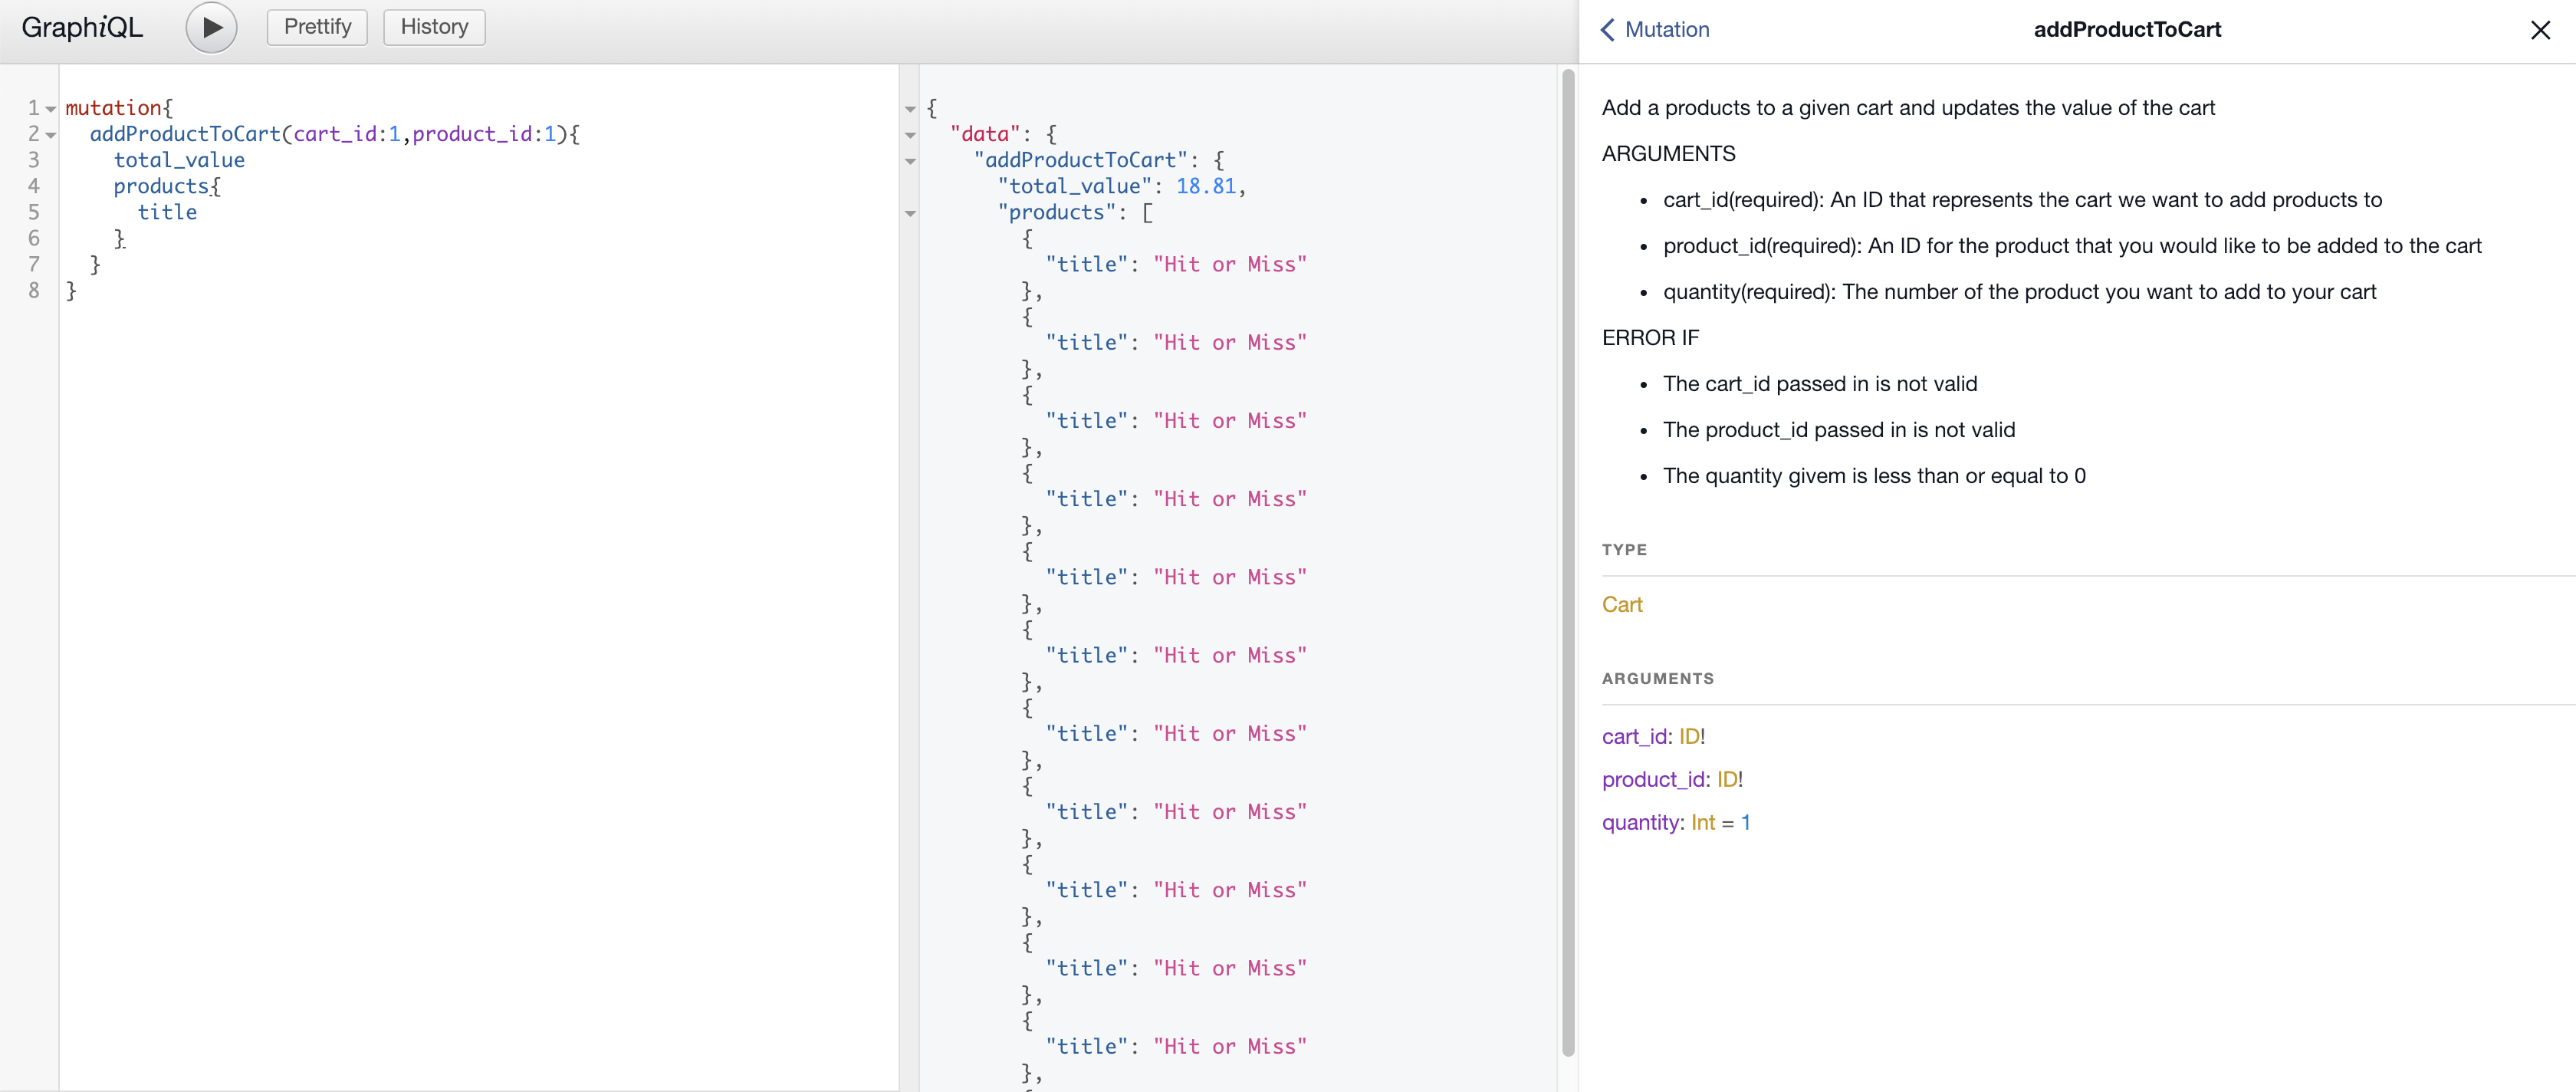 GraphiQL
Prettify
History
1 mutation{
2 addProductToCart(cart_id:1,product_id:1){
3 total_value
4 products{
5 title
6 }
7 }
8 }
{
"data": {
"addProductToCart": {
"total_value": 18.81,
"products": [
{
"title": "Hit or Miss"
},
{
"title": "Hit or Miss"
},
{
"title": "Hit or Miss"
},
{
"title": "Hit or Miss"
},
{
"title": "Hit or Miss"
},
{
"title": "Hit or Miss"
},
{
"title": "Hit or Miss"
},
{
"title": "Hit or Miss"
},
{
"title": "Hit or Miss"
},
{
"title": "Hit or Miss"
},
{
"title": "Hit or Miss"
},
Mutation
addProductToCart
Add a products to a given cart and updates the value of the cart
ARGUMENTS
• cart_id(required): An ID that represents the cart we want to add products to
• product_id(required): An ID for the product that you would like to be added to the cart
• quantity(required): The number of the product you want to add to your cart
ERROR IF
• The cart_id passed in is not valid
• The product_id passed in is not valid
• The quantity givem is less than or equal to 0
TYPE
Cart
ARGUMENTS
cart_id: ID!
product_id: ID!
quantity: Int = 1